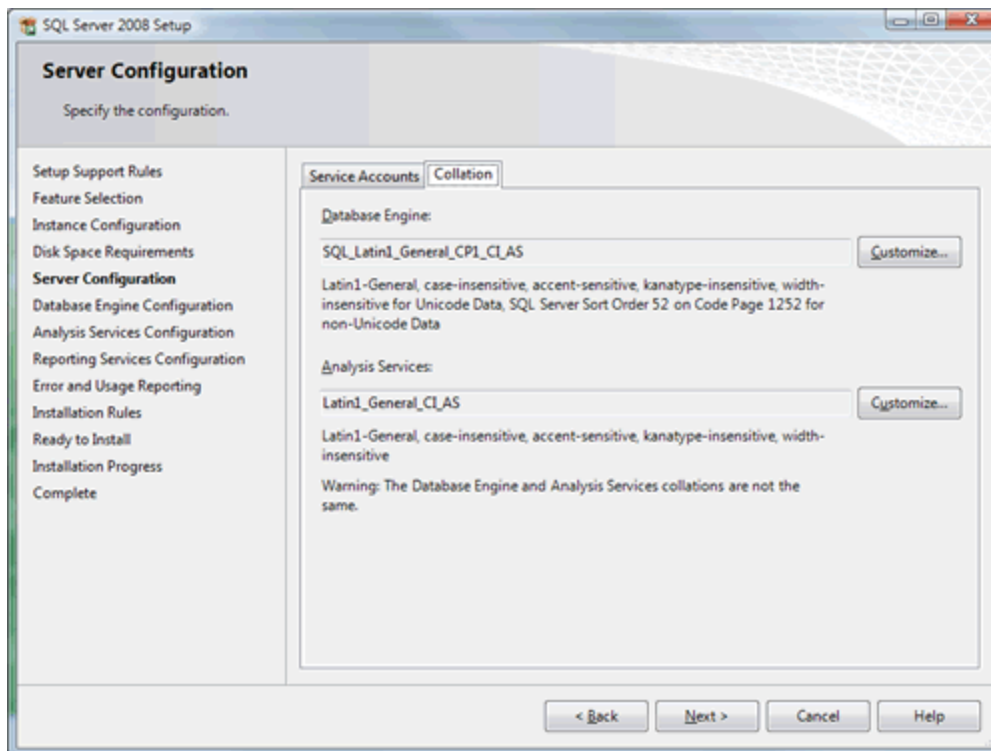 SQL Server 2008 Setup
Server Configuration
Specify the configuration.
Setup Support Rules
Feature Selection
Instance Configuration
Disk Space Requirements
Server Configuration
Database Engine Configuration
Analysis Services Configuration
Reporting Services Configuration
Error and Usage Reporting
Installation Rules
Ready to Install
Installation Progress
Complete
Service Accounts
Collation
Database Engine:
SQL_Latin1_General_CP1_CI_AS
Customize...
Latin1-General, case-insensitive, accent-sensitive, kanatype-insensitive, width-
insensitive for Unicode Data, SQL Server Sort Order 52 on Code Page 1252 for
non-Unicode Data
Analysis Services:
Latin1_General_CI_AS
Customize...
Latin1-General, case-insensitive, accent-sensitive, kanatype-insensitive, width-
insensitive
Warning: The Database Engine and Analysis Services collations are not the
same.
< Back
Next >
Cancel
Help